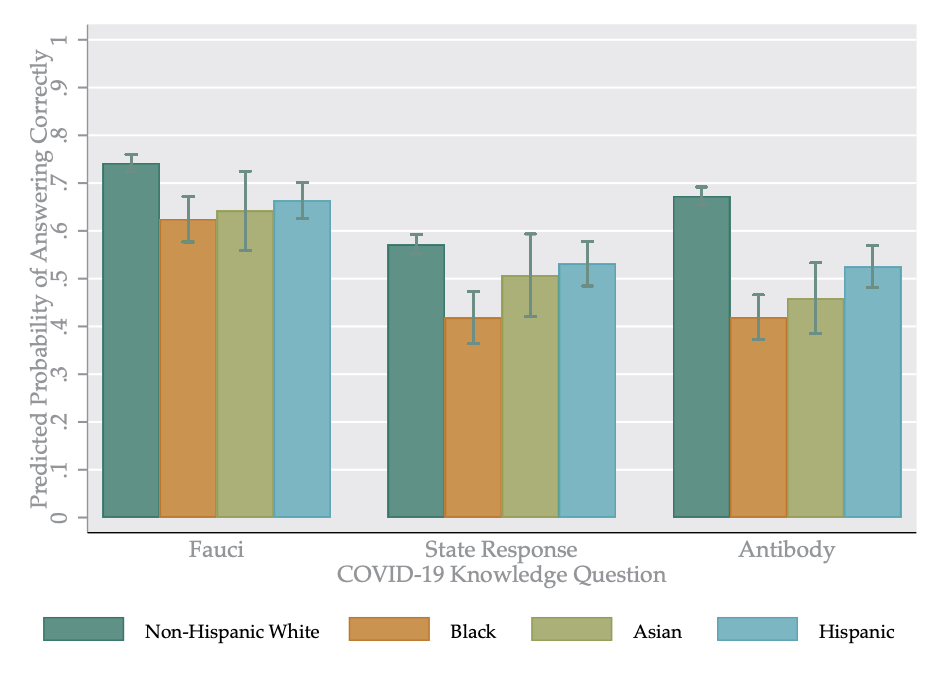 Predicted Probability of Answering Correctly
1
.9
.8
.7
.6
.5
.4
.3
.2
.1
0
Fauci State Response Antibody
COVID-19 Knowledge Question
Non-Hispanic White Black Asian Hispanic